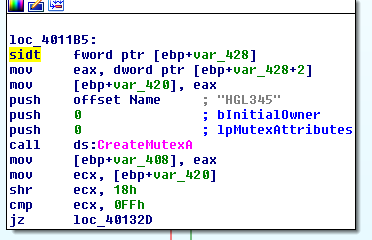 loc_4011B5:
sidt fword ptr [ebp+var_428]
mov eax, dword ptr [ebp+var_428+2]
mov [ebp+var_420], eax
push offset Name ; "HGL345"
push 0 ; bInitialOwner
push 0 ; lpMutexAttributes
call ds:CreateMutexA
mov [ebp+var_408], eax
mov ecx, [ebp+var_420]
shr ecx, 18h
cmp ecx, 0FFh
jz loc_40132D